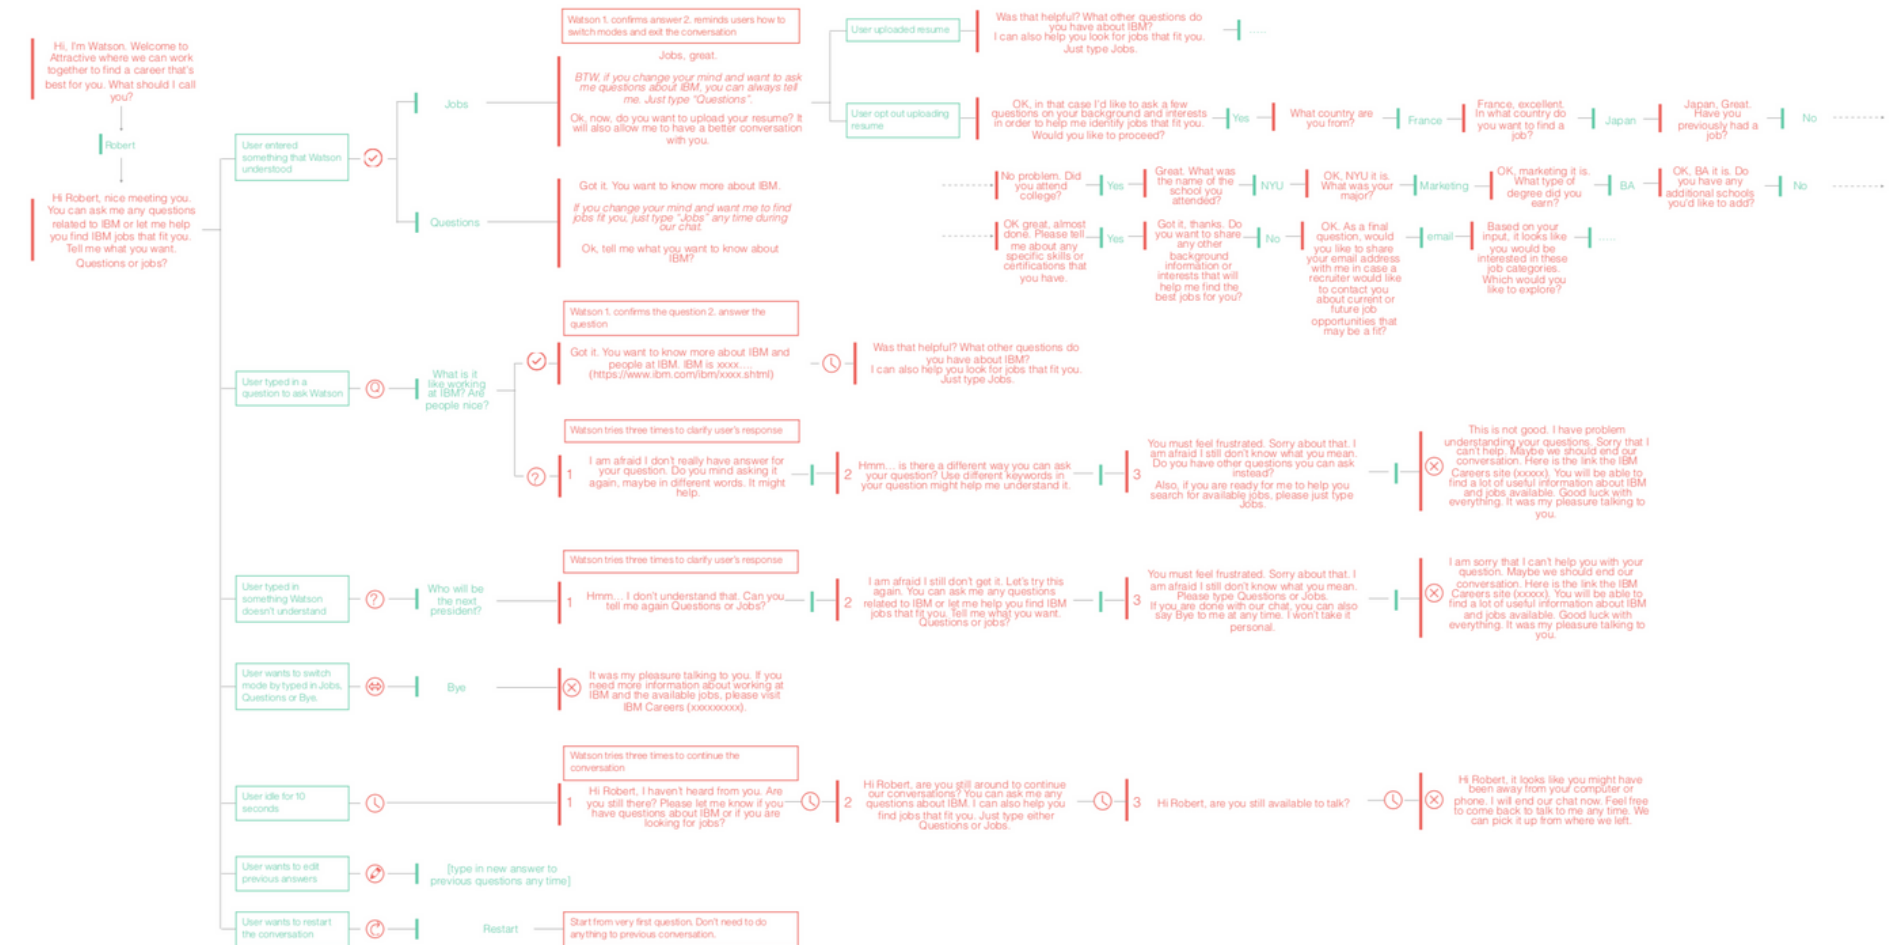 Hi, I'm Watson. Welcome to
Attractive where we can work
together to find a career that's
best for you. What should I call
you?
Robert
Hi Robert, nice meeting you.
You can ask me any questions
related to IBM or let me help
you find IBM jobs that fit you.
Tell me what you want.
Questions or jobs?
User entered
something that Watson
understood
Jobs
Watson 1. confirms answer 2. reminds users how to
switch modes and exit the conversation
Jobs, great.
BTW, if you change your mind and want to ask
me questions about IBM, you can always tell
me. Just type "Questions".
Ok, now, do you want to upload your resume? It
will also allow me to have a better conversation
with you.
User uploaded resume
Was that helpful? What other questions do
you have about IBM?
I can also help you look for jobs that fit you.
Just type Jobs.
.....
User opt out uploading
resume
OK, in that case I'd like to ask a few
questions on your background and interests
in order to help me identify jobs that fit you.
Would you like to proceed?
Yes
What country are
you from?
France
France, excellent.
In what country do
you want to find a
job?
Japan
Japan, Great.
Have you
previously had a
job?
No
No problem. Did
you attend
college?
Yes
Great. What was
the name of the
school you
attended?
NYU
OK, NYU it is.
What was your
major?
Marketing
OK, marketing it is.
What type of
degree did you
earn?
BA
OK, BA it is. Do
you have any
additional schools
you'd like to add?
No
OK great, almost
done. Please tell
me about any
specific skills or
certifications that
you have.
Yes
Got it, thanks. Do
you want to share
any other
background
information or
interests that will
help me find the
best jobs for you?
No
OK. As a final
question, would
you like to share
your email address
with me in case a
recruiter would like
to contact you
about current or
future job
opportunities that
may be a fit?
email
Based on your
input, it looks like
you would be
interested in these
job categories.
Which would you
like to explore?
.....
Questions
Got it. You want to know more about IBM.
If you change your mind and want me to find
jobs fit you, just type "Jobs" any time during
our chat.
Ok, tell me what you want to know about
IBM?
User typed in a
question to ask Watson
Q
What is it
like working
at IBM? Are
people nice?
Watson 1. confirms the question 2. answer the
question
Got it. You want to know more about IBM and
people at IBM. IBM is xxxx....
(https://www.ibm.com/ibm/xxxx.shtml)
Was that helpful? What other questions do
you have about IBM?
I can also help you look for jobs that fit you.
Just type Jobs.
Watson tries three times to clarify user's response
?
1
I am afraid I don't really have answer for
your question. Do you mind asking it
again, maybe in different words. It might
help.
2
Hmm... is there a different way you can ask
your question? Use different keywords in
your question might help me understand it.
3
You must feel frustrated. Sorry about that. I
am afraid I still don't know what you mean.
Do you have other questions you can ask
instead?
Also, if you are ready for me to help you
search for available jobs, please just type
Jobs.
This is not good. I have problem
understanding your questions. Sorry that I
can't help. Maybe we should end our
conversation. Here is the link the IBM
Careers site (xxxxx). You will be able to
find a lot of useful information about IBM
and jobs available. Good luck with
everything. It was my pleasure talking to
you.
User typed in
something Watson
doesn't understand
?
Who will be
the next
president?
Watson tries three times to clarify user's response
1
Hmm... I don't understand that. Can you
tell me again Questions or Jobs?
2
I am afraid I still don't get it. Let's try this
again. You can ask me any questions
related to IBM or let me help you find IBM
jobs that fit you. Tell me what you want.
Questions or jobs?
3
You must feel frustrated. Sorry about that. I
am afraid I still don't know what you mean.
Please type Questions or Jobs.
If you are done with our chat, you can also
say Bye to me at any time. I won't take it
personal.
I am sorry that I can't help you with your
question. Maybe we should end our
conversation. Here is the link the IBM
Careers site (xxxxx). You will be able to
find a lot of useful information about IBM
and jobs available. Good luck with
everything. It was my pleasure talking to
you.
User wants to switch
mode by typed in Jobs,
Questions or Bye.
Bye
It was my pleasure talking to you. If you
need more information about working at
IBM and the available jobs, please visit
IBM Careers (xxxxxxxxx).
User idle for 10
seconds
Watson tries three times to continue the
conversation
1
Hi Robert, I haven't heard from you. Are
you still there? Please let me know if you
have questions about IBM or if you are
looking for jobs?
2
Hi Robert, are you still around to continue
our conversations? You can ask me any
questions about IBM. I can also help you
find jobs that fit you. Just type either
Questions or Jobs.
3
Hi Robert, are you still available to talk?
Hi Robert, it looks like you might have
been away from your computer or
phone. I will end our chat now. Feel free
to come back to talk to me any time. We
can pick it up from where we left.
User wants to edit
previous answers
[type in new answer to
previous questions any time]
User wants to restart
the conversation
Restart
Start from very first question. Don't need to do
anything to previous conversation.